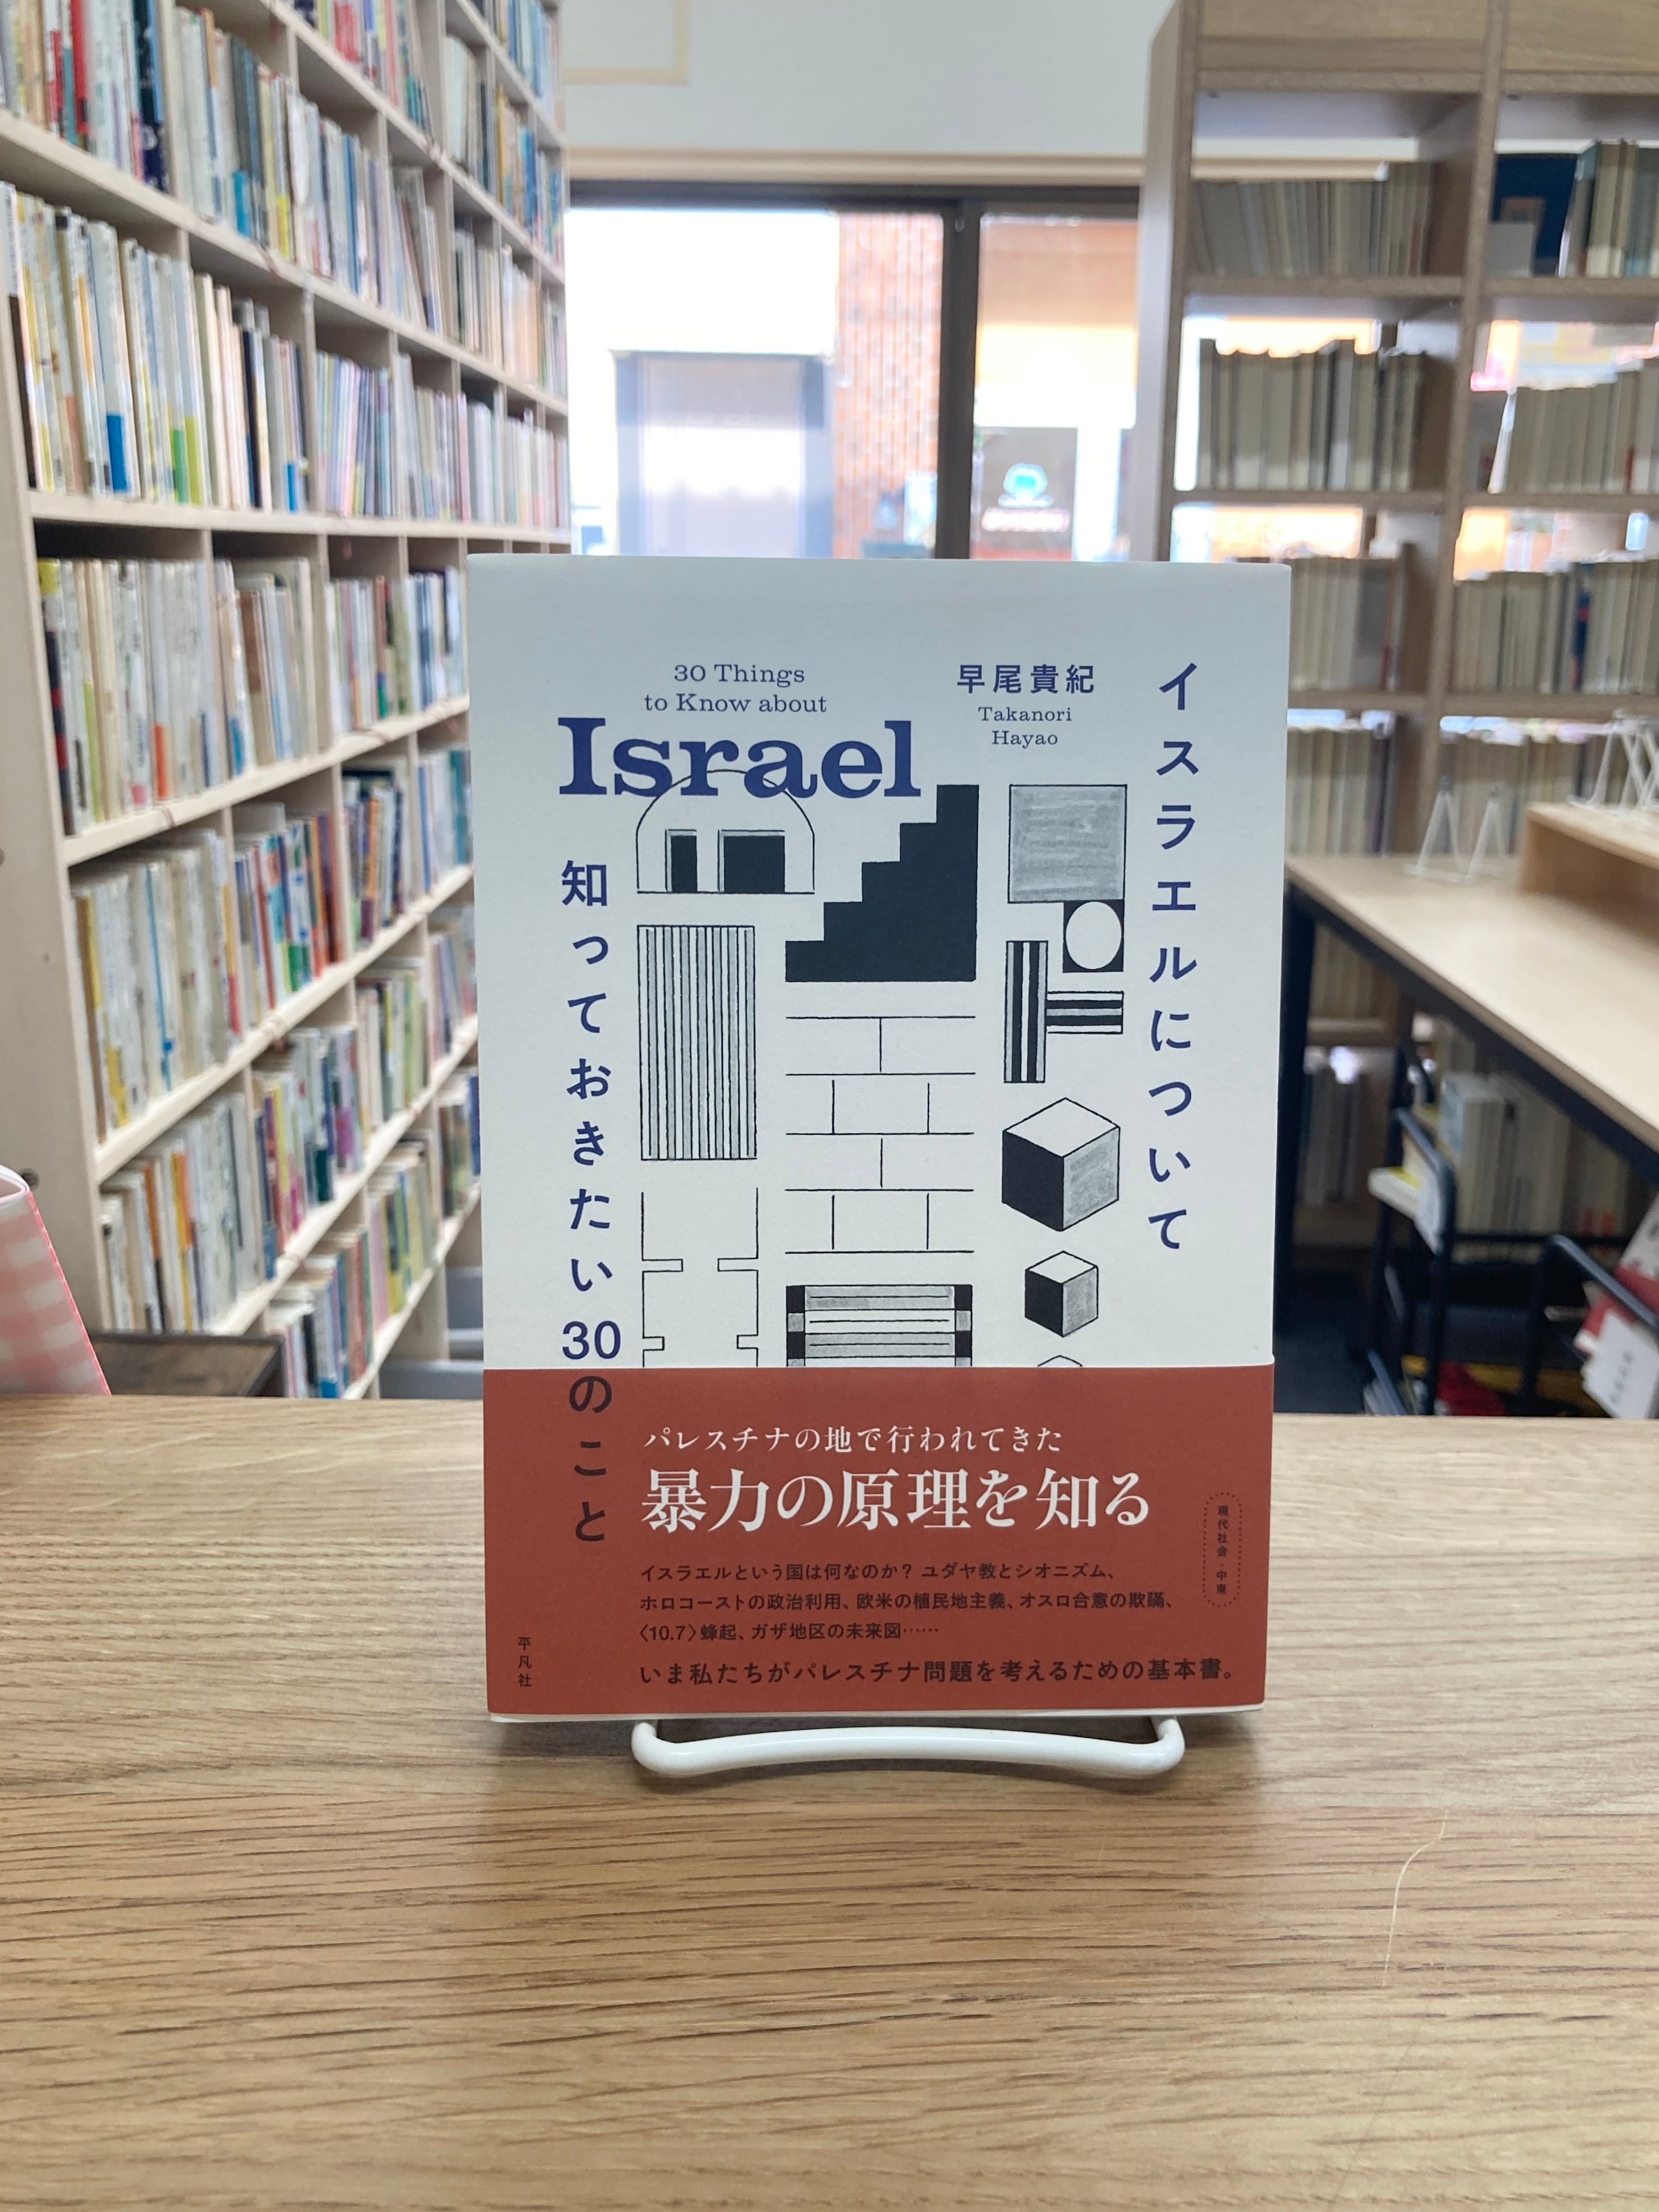 30 Things
to Know about
Israel
早尾貴紀
Takanori
Hayao
イスラエルについて
知っておきたい30のこと
パレスチナの地で行われてきた
暴力の原理を知る
イスラエルという国は何なのか？ ユダヤ教とシオニズム、
ホロコーストの政治利用、欧米の植民地主義、オスロ合意の欺瞞、
〈10.7〉蜂起、ガザ地区の未来図……
いま私たちがパレスチナ問題を考えるための基本書。
現代社会・中東
平凡社